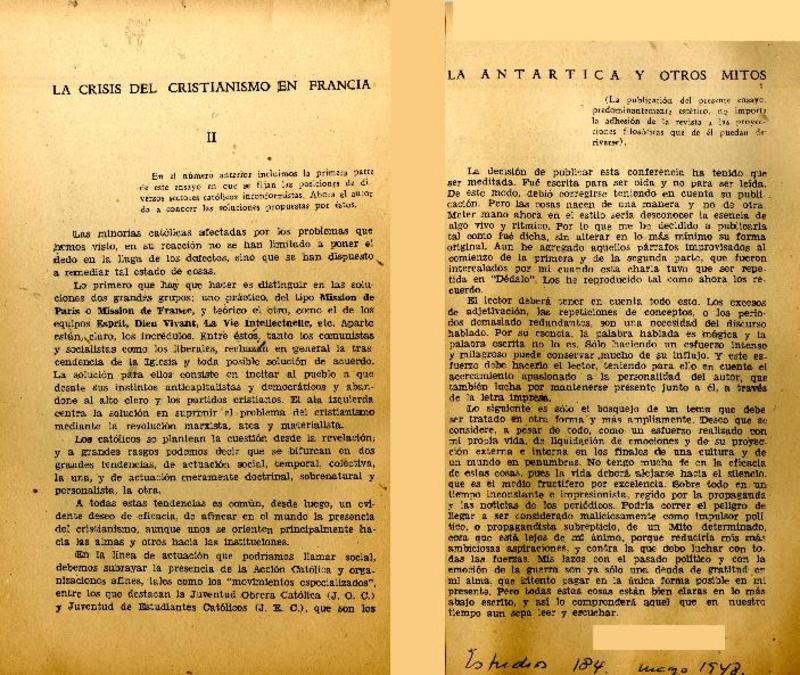 LA CRISIS DEL CRISTIANISMO EN FRANCIA
II
En el número anterior incluimos la primera parte
de este ensayo en que se fijan las posiciones de di-
versos sectores católicos inconformistas. Ahora el autor
da a conocer las soluciones propuestas por éstos.
Las minorías católicas afectadas por los problemas que
hemos visto, en su reacción no se han limitado a poner el
dedo en la llaga de los defectos, sino que se han dispuesto
a remediar tal estado de cosas.
Lo primero que hay que hacer es distinguir en las solu-
ciones dos grandes grupos: uno práctico, del tipo Mission de
Paris o Mission de France, y teórico el otro, como el de los
equipos Esprit, Dieu Vivant, La Vie Intellectuelle, etc. Aparte
están, claro, los incrédulos. Entre éstos, tanto los comunistas
y socialistas como los liberales, rechazan en general la tras-
cendencia de la Iglesia y toda posible solución de acuerdo.
La solución para ellos consiste en incitar al pueblo a que
desate sus instintos anticapitalistas y democráticos y aban-
done al alto clero y los partidos cristianos. El ala izquierda
centra la solución en suprimir el problema del cristianismo
mediante la revolución marxista, atea y materialista.
Los católicos se plantean la cuestión desde la revelación;
y a grandes rasgos podemos decir que se bifurcan en dos
grandes tendencias, de actuación social, temporal, colectiva,
la una, y de actuación meramente doctrinal, sobrenatural y
personalista, la otra.
A todas estas tendencias es común, desde luego, un evi-
dente deseo de eficacia, de afincar en el mundo la presencia
del cristianismo, aunque unos se orienten principalmente ha-
cia las almas y otros hacia las instituciones.
En la línea de actuación que podríamos llamar social,
debemos subrayar la presencia de la Acción Católica y orga-
nizaciones afines, tales como los "movimientos especializados",
entre los que destacan la Juventud Obrera Católica (J. O. C.)
y Juventud de Estudiantes Católicos (J. E. C.), que son los
LA ANTARTICA Y OTROS MITOS
(La publicación del presente ensayo,
predominantemente estético, no importa
la adhesión de la revista a las proyec-
ciones filosóficas que de él puedan de-
rivarse).
La decisión de publicar esta conferencia ha tenido que
ser meditada. Fué escrita para ser oída y no para ser leída.
De este modo, debió corregirse teniendo en cuenta su publi-
cación. Pero las cosas nacen de una manera y no de otra.
Meter mano ahora en el estilo sería desconocer la esencia de
algo vivo y rítmico. Por lo que me he decidido a publicarla
tal como fué dicha, sin alterar en lo más mínimo su forma
original. Aun he agregado aquellos párrafos improvisados al
comienzo de la primera y de la segunda parte, que fueron
intercalados por mí cuando esta charla tuvo que ser repe-
tida en "Dédalo". Los he reproducido tal como ahora los re-
cuerdo.
El lector deberá tener en cuenta todo esto. Los excesos
de adjetivación, las repeticiones de conceptos, o los perío-
dos demasiado redundantes, son una necesidad del discurso
hablado. Por su esencia, la palabra hablada es mágica y la
palabra escrita no lo es. Sólo haciendo un esfuerzo intenso
y milagroso puede conservar mucho de su influjo. Y este es-
fuerzo debe hacerlo el lector, teniendo para ello en cuenta el
acercamiento apasionado a la personalidad del autor, que
también lucha por mantenerse presente junto a él, a través
de la letra impresa.
Lo siguiente es sólo el bosquejo de un tema que debe
ser tratado en otra forma y más ampliamente. Deseo que se
considere, a pesar de todo, como un esfuerzo realizado con
mi propia vida, de liquidación de emociones y de su proyec-
ción externa e interna en los finales de una cultura y de
un mundo en penumbras. No tengo mucha fe en la eficacia
de estas cosas, pues la vida deberá alejarse hacia el silencio,
que es el medio fructífero por excelencia. Sobre todo en un
tiempo inconstante e impresionista, regido por la propaganda
y las noticias de los periódicos. Podría correr el peligro de
llegar a ser considerado maliciosamente como impulsor polí-
tico, o propagandista subrepticio, de un Mito determinado,
cosa que está lejos de mi ánimo, porque reduciría mis más
ambiciosas aspiraciones, y contra la que debo luchar con to-
das las fuerzas. Mis lazos con el pasado político y con la
emoción de la guerra son ya sólo una deuda de gratitud en
mi alma, que intento pagar en la única forma posible en mi
presente. Pero todas estas cosas están bien claras en lo más
abajo escrito, y así lo comprenderá aquel que en nuestro
tiempo aun sepa leer y escuchar.
Estudios 184. mayo 1948.